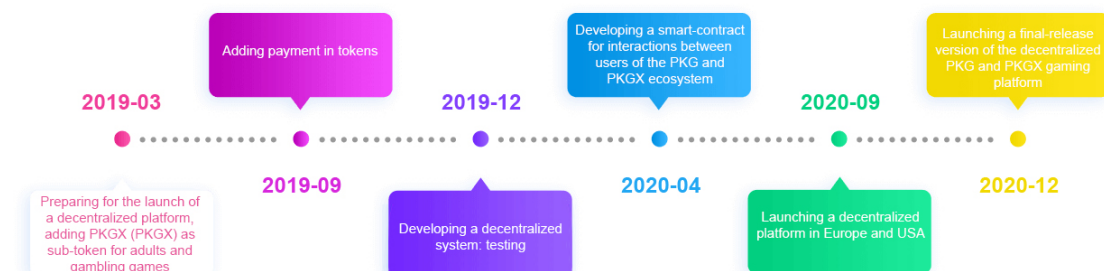 Adding payment in tokens
Developing a smart-contract
for interactions between
users of the PKG and
PKGX ecosystem
Launching a final-release
version of the decentralized
PKG and PKGX gaming
platform
2019-03
2019-12
2020-09
2019-09
2020-04
2020-12
Preparing for the launch of
a decentralized platform,
adding PKGX (PKGX) as
sub-token for adults and
gambling games
Developing a decentralized
system: testing
Launching a decentralized
platform in Europe and USA